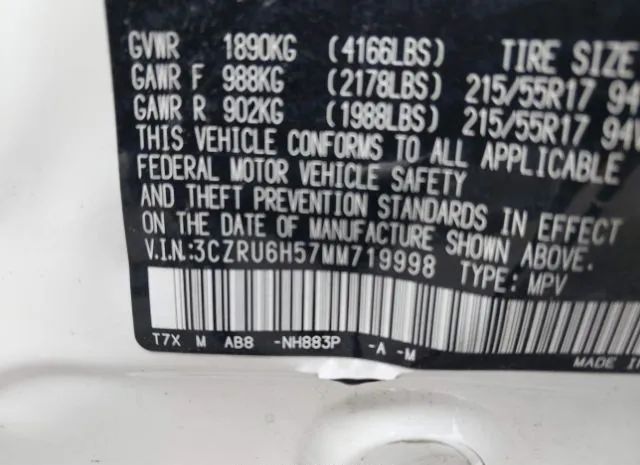 GVWR 1890KG (4166LBS) TIRE SIZE
GAWR F 988KG (2178LBS) 215/55R17 94
GAWR R 902KG (1988LBS) 215/55R17 94V
THIS VEHICLE CONFORMS TO ALL APPLICABLE
FEDERAL MOTOR VEHICLE SAFETY
AND THEFT PREVENTION STANDARDS IN EFFECT
ON THE DATE OF MANUFACTURE SHOWN ABOVE.
V.I.N.:3CZRU6H57MM719998 TYPE: MPV
T7X M AB8 -NH883P -A -M
MADE